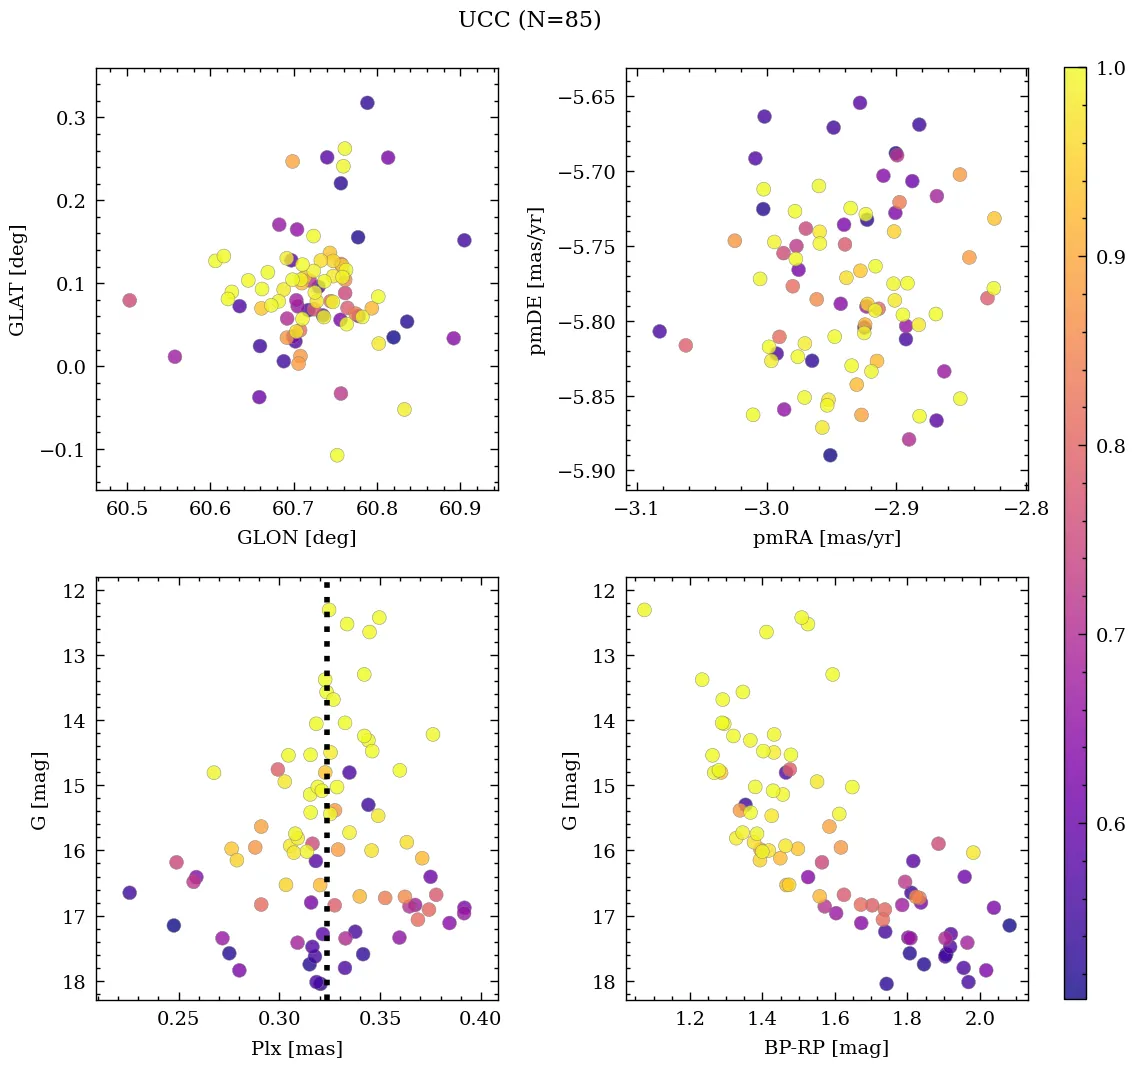 UCC (N=85)
0.3
0.2
0.1
0.0
−0.1
GLAT [deg]
60.5 60.6 60.7 60.8 60.9
GLON [deg]
−5.65
−5.70
−5.75
−5.80
−5.85
−5.90
pmDE [mas/yr]
−3.1 −3.0 −2.9 −2.8
pmRA [mas/yr]
12
13
14
15
16
17
18
G [mag]
0.25 0.30 0.35 0.40
Plx [mas]
12
13
14
15
16
17
18
G [mag]
1.2 1.4 1.6 1.8 2.0
BP-RP [mag]
1.0
0.9
0.8
0.7
0.6